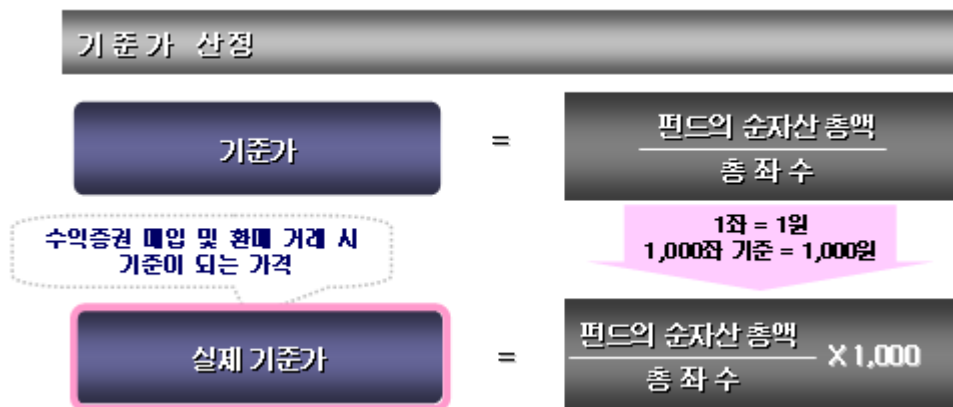 기준가 산정
기준가
=
펀드의 순자산 총액
총 좌 수
수익증권 매입 및 환매 거래 시
기준이 되는 가격
1좌 = 1원
1,000좌 기준 = 1,000원
실제 기준가
=
펀드의 순자산 총액
총 좌 수
X 1,000